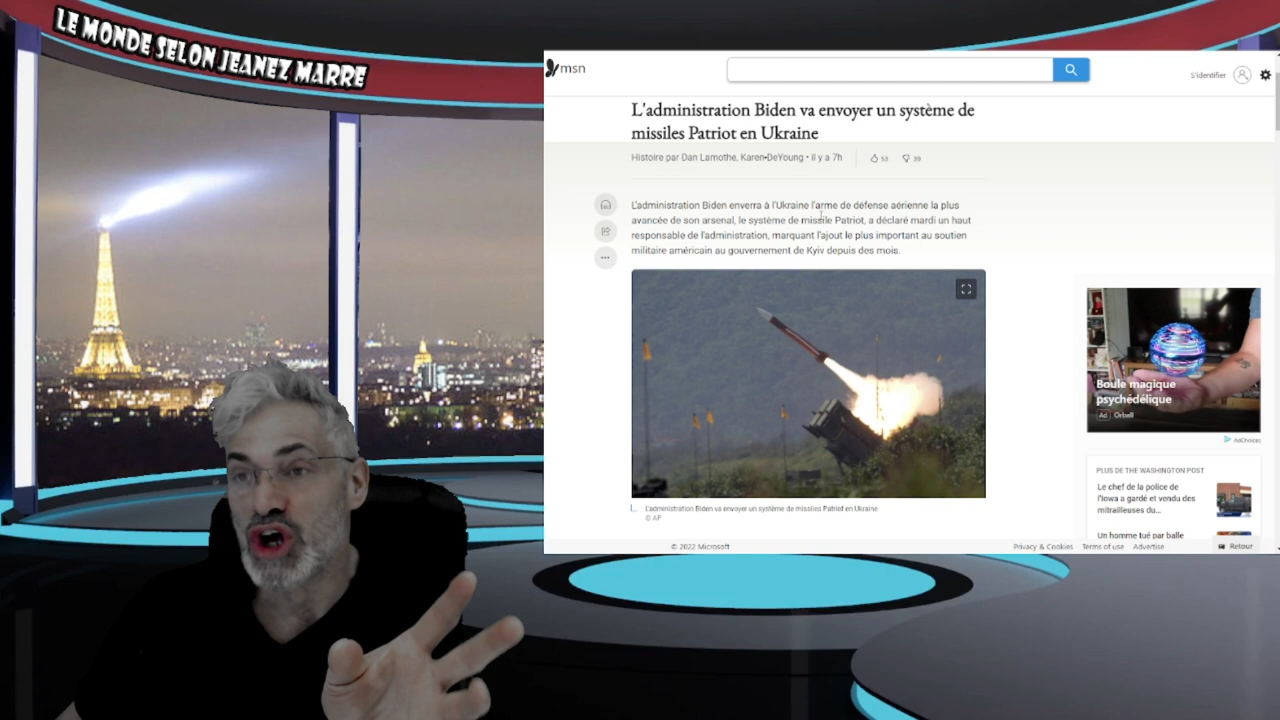 LE MONDE SELON JEANEZ MARRE
msn
S'identifier
L'administration Biden va envoyer un système de
missiles Patriot en Ukraine
Histoire par Dan Lamothe, Karen DeYoung • Il y a 7h
53
39
L'administration Biden enverra à l'Ukraine l'arme de défense aérienne la plus
avancée de son arsenal, le système de missile Patriot, a déclaré mardi un haut
responsable de l'administration, marquant l'ajout le plus important au soutien
militaire américain au gouvernement de Kyiv depuis des mois.
L'administration Biden va envoyer un système de missiles Patriot en Ukraine
© AP
Boule magique
psychédélique
Ad Orbell
AdChoices
PLUS DE THE WASHINGTON POST
Le chef de la police de
l'Iowa a gardé et vendu des
mitrailleuses du...
Un homme tué par balle
© 2022 Microsoft
Privacy & Cookies
Terms of use
Advertise
Retour